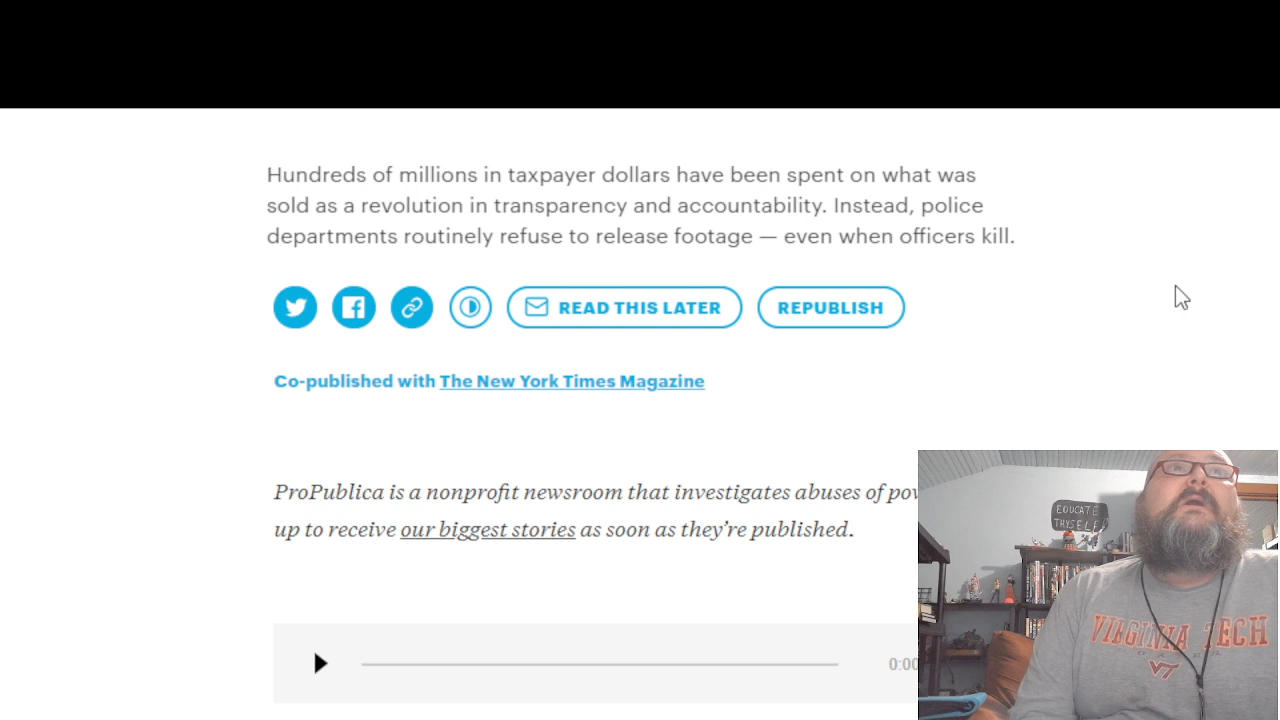 Hundreds of millions in taxpayer dollars have been spent on what was
sold as a revolution in transparency and accountability. Instead, police
departments routinely refuse to release footage — even when officers kill.
READ THIS LATER
REPUBLISH
Co-published with The New York Times Magazine
ProPublica is a nonprofit newsroom that investigates abuses of pov
up to receive our biggest stories as soon as they’re published.
0:00
EDUCATE
THYSELF
VIRGINIA TECH
VT